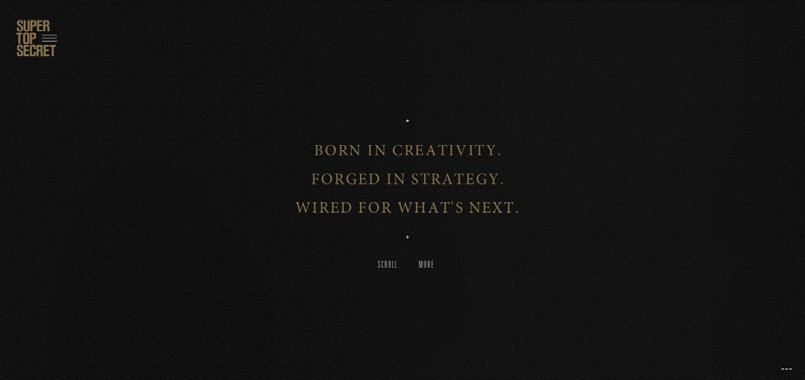 SUPER
TOP
SECRET
BORN IN CREATIVITY.
FORGED IN STRATEGY.
WIRED FOR WHAT'S NEXT.
SCROLL MORE